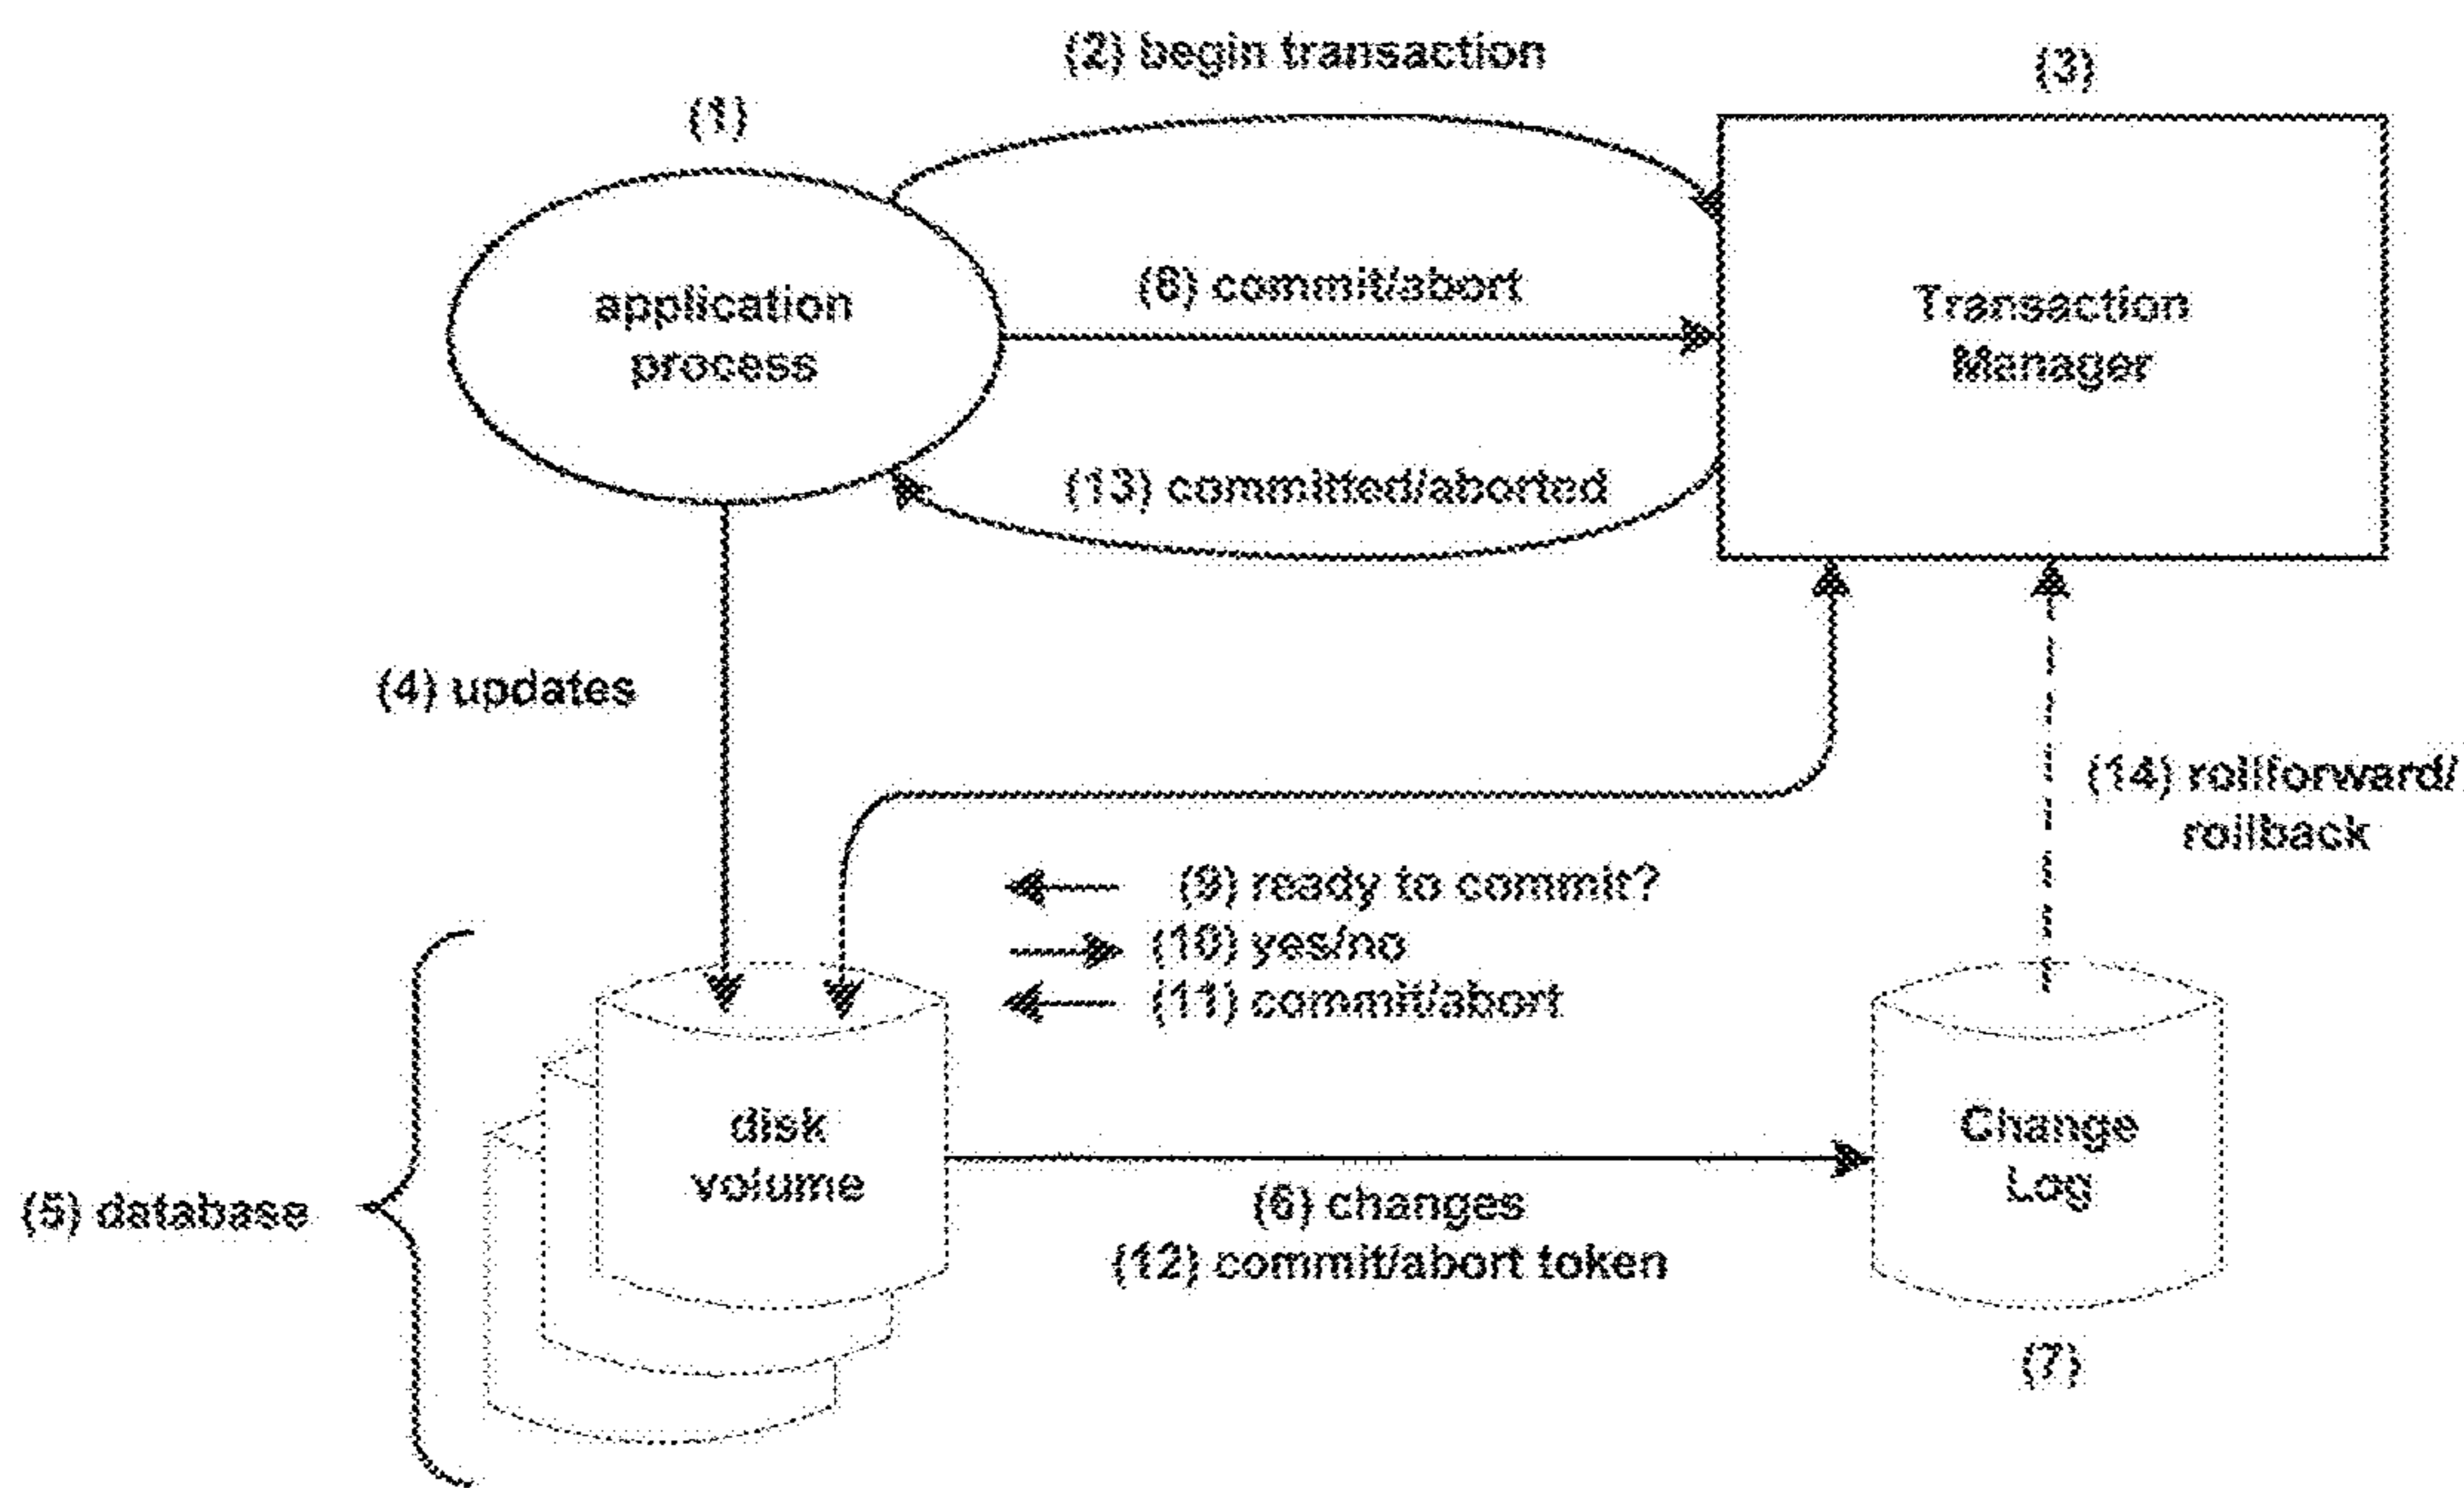 (2) begin transaction
(3)
(1)
(8) commit/abort
application
process
Transaction
Manager
(13) committed/aborted
(4) updates
(14) rollforward/
rollback
(9) ready to commit?
(10) yes/no
(11) commit/abort
disk
volume
Change
Log
(5) database
(6) changes
(12) commit/abort token
(7)